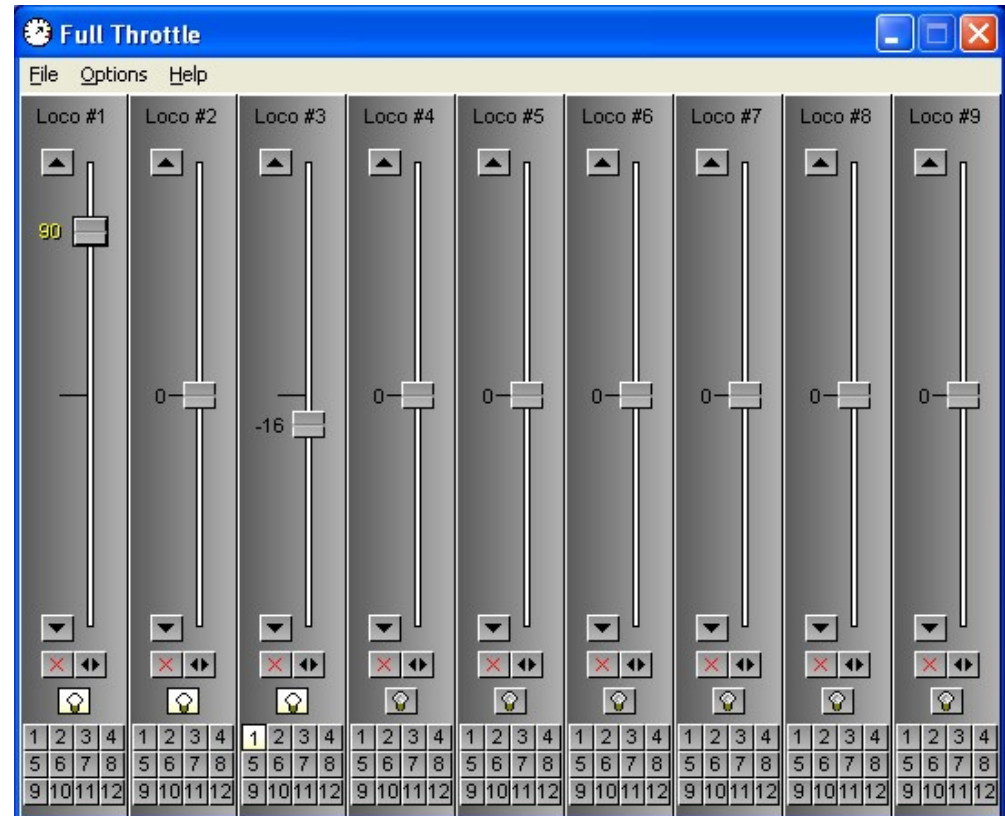 Full Throttle
File Options Help
Loco #1 Loco #2 Loco #3 Loco #4 Loco #5 Loco #6 Loco #7 Loco #8 Loco #9
90
0 0 0 0 0 0 0
-16
1 2 3 4 1 2 3 4 1 2 3 4 1 2 3 4 1 2 3 4 1 2 3 4 1 2 3 4 1 2 3 4 1 2 3 4
5 6 7 8 5 6 7 8 5 6 7 8 5 6 7 8 5 6 7 8 5 6 7 8 5 6 7 8 5 6 7 8 5 6 7 8
9 10 11 12 9 10 11 12 9 10 11 12 9 10 11 12 9 10 11 12 9 10 11 12 9 10 11 12 9 10 11 12 9 10 11 12